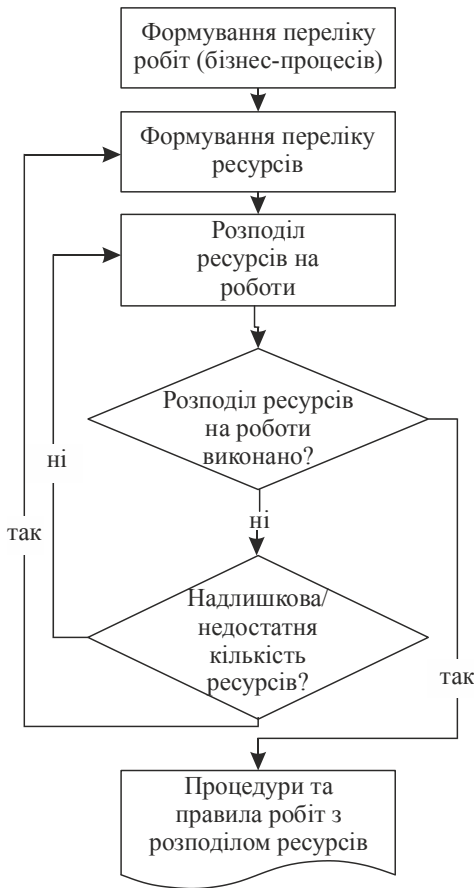 Формування переліку
робіт (бізнес-процесів)
Формування переліку
ресурсів
Розподіл
ресурсів на
роботи
Розподіл ресурсів
на роботи
виконано?
ні
ні
так
Надлишкова/
недостатня
кількість
ресурсів?
так
Процедури та
правила робіт з
розподілом ресурсів